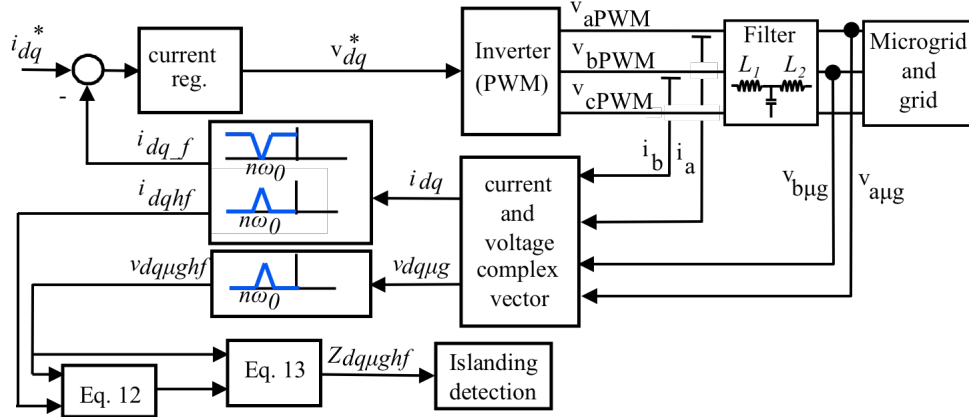 i*dq
-
current
reg.
v*dq
Inverter
(PWM)
vaPWM
vbPWM
vcPWM
Filter
L1 L2
Microgrid
and
grid
ib ia
vbμg
vaμg
idq_f
nω0
idqhf
nω0
idq
current
and
voltage
complex
vector
vdqμghf
nω0
vdqμg
Eq. 12
Eq. 13
Zdqμghf
Islanding
detection